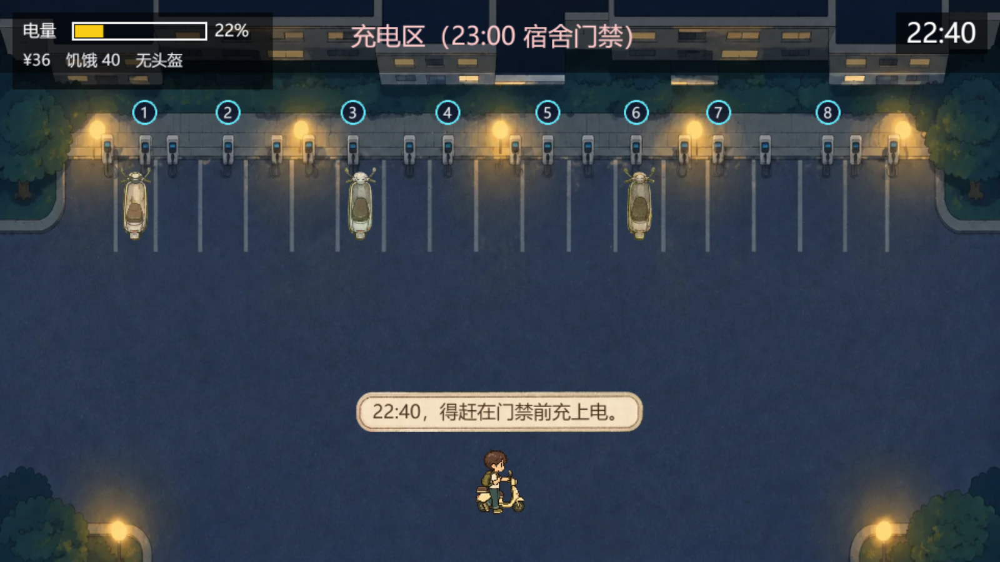 电量 22%
¥36 饥饿 40 无头盔
充电区（23:00 宿舍门禁）
22:40
1 2 3 4 5 6 7 8
22:40，得赶在门禁前充上电。